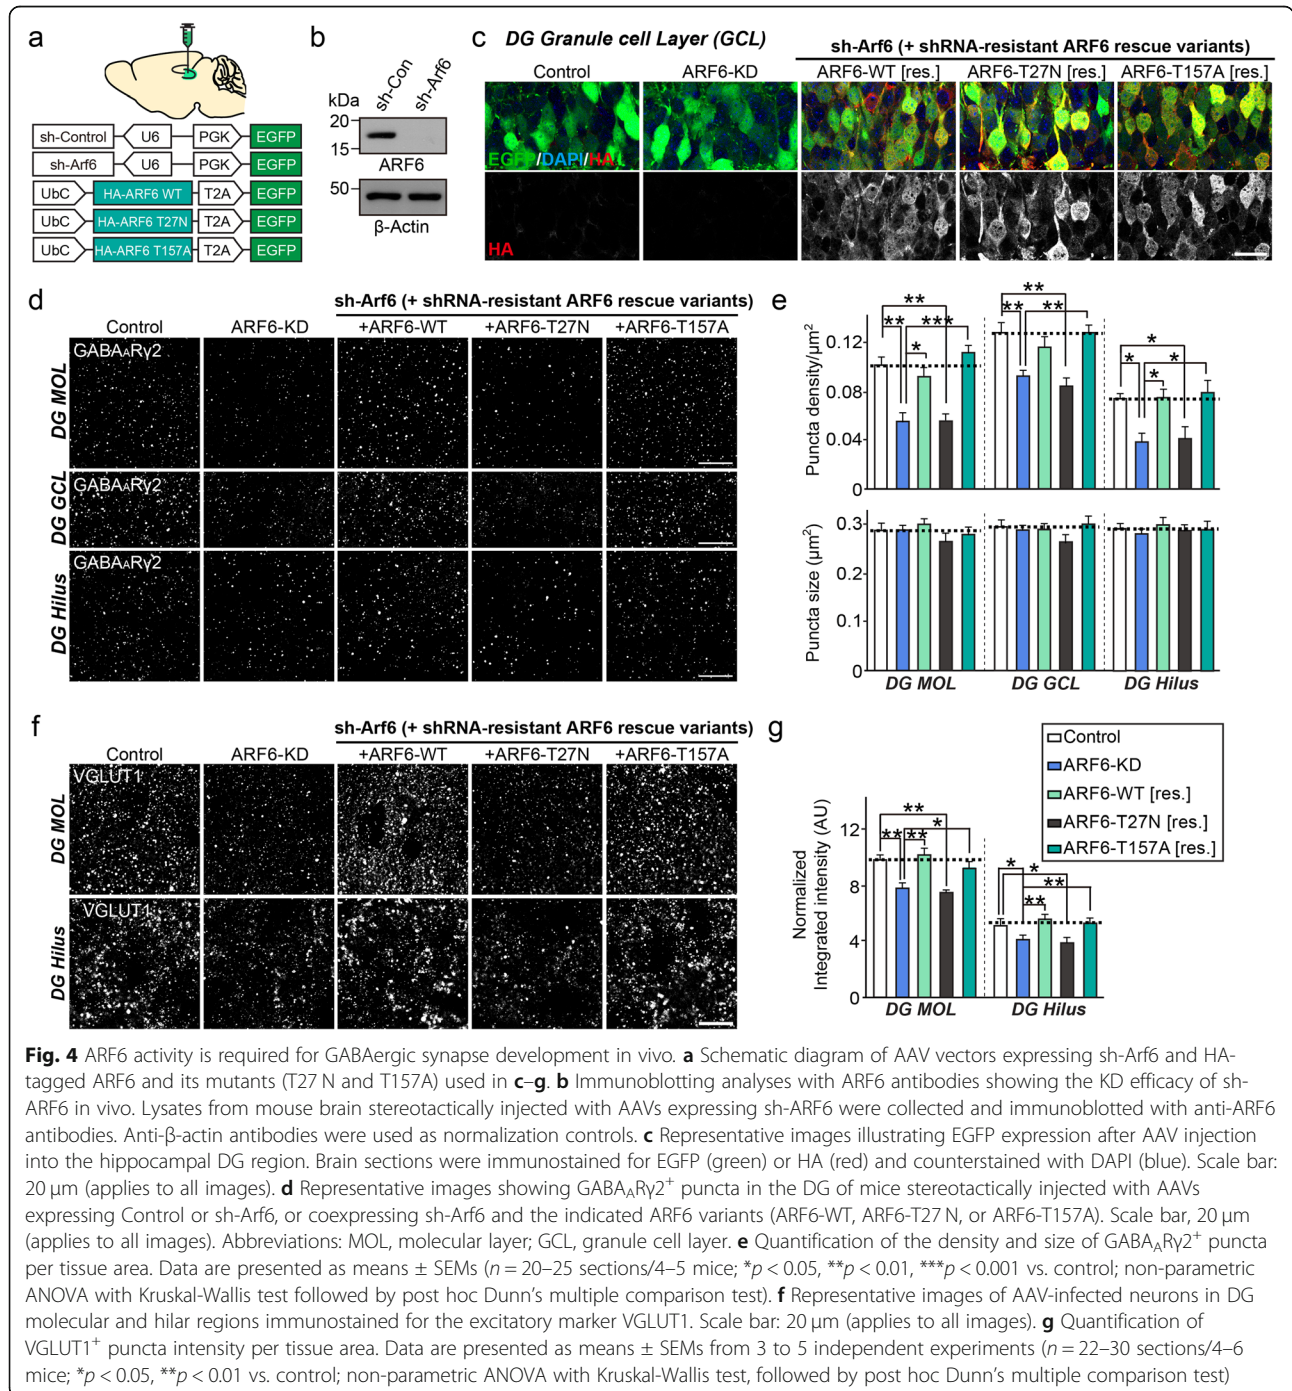 a
sh-Control U6 PGK EGFP
sh-Arf6 U6 PGK EGFP
UbC HA-ARF6 WT T2A EGFP
UbC HA-ARF6 T27N T2A EGFP
UbC HA-ARF6 T157A T2A EGFP
b
kDa sh-Con sh-Arf6
20
15
ARF6
50
β-Actin
c DG Granule cell Layer (GCL)
sh-Arf6 (+ shRNA-resistant ARF6 rescue variants)
Control ARF6-KD ARF6-WT [res.] ARF6-T27N [res.] ARF6-T157A [res.]
EGFP/DAPI/HA
HA
d
sh-Arf6 (+ shRNA-resistant ARF6 rescue variants)
Control ARF6-KD +ARF6-WT +ARF6-T27N +ARF6-T157A
DG MOL GABAARγ2
DG GCL GABAARγ2
DG Hilus GABAARγ2
e
Puncta density/µm²
0.12
0.08
0.04
0
** ** *** *
** ** **
* * * *
Puncta size (µm²)
0.3
0.2
0.1
0
DG MOL DG GCL DG Hilus
f
sh-Arf6 (+ shRNA-resistant ARF6 rescue variants)
Control ARF6-KD +ARF6-WT +ARF6-T27N +ARF6-T157A
DG MOL VGLUT1
DG Hilus VGLUT1
g
Control
ARF6-KD
ARF6-WT [res.]
ARF6-T27N [res.]
ARF6-T157A [res.]
Normalized
Integrated intensity (AU)
12
8
4
0
** * ** **
* * ** **
DG MOL DG Hilus
Fig. 4 ARF6 activity is required for GABAergic synapse development in vivo. a Schematic diagram of AAV vectors expressing sh-Arf6 and HA-
tagged ARF6 and its mutants (T27 N and T157A) used in c–g. b Immunoblotting analyses with ARF6 antibodies showing the KD efficacy of sh-
ARF6 in vivo. Lysates from mouse brain stereotactically injected with AAVs expressing sh-ARF6 were collected and immunoblotted with anti-ARF6
antibodies. Anti-β-actin antibodies were used as normalization controls. c Representative images illustrating EGFP expression after AAV injection
into the hippocampal DG region. Brain sections were immunostained for EGFP (green) or HA (red) and counterstained with DAPI (blue). Scale bar:
20 µm (applies to all images). d Representative images showing GABAARγ2⁺ puncta in the DG of mice stereotactically injected with AAVs
expressing Control or sh-Arf6, or coexpressing sh-Arf6 and the indicated ARF6 variants (ARF6-WT, ARF6-T27 N, or ARF6-T157A). Scale bar, 20 µm
(applies to all images). Abbreviations: MOL, molecular layer; GCL, granule cell layer. e Quantification of the density and size of GABAARγ2⁺ puncta
per tissue area. Data are presented as means ± SEMs (n = 20–25 sections/4–5 mice; *p < 0.05, **p < 0.01, ***p < 0.001 vs. control; non-parametric
ANOVA with Kruskal-Wallis test followed by post hoc Dunn's multiple comparison test). f Representative images of AAV-infected neurons in DG
molecular and hilar regions immunostained for the excitatory marker VGLUT1. Scale bar: 20 µm (applies to all images). g Quantification of
VGLUT1⁺ puncta intensity per tissue area. Data are presented as means ± SEMs from 3 to 5 independent experiments (n = 22–30 sections/4–6
mice; *p < 0.05, **p < 0.01 vs. control; non-parametric ANOVA with Kruskal-Wallis test, followed by post hoc Dunn's multiple comparison test)